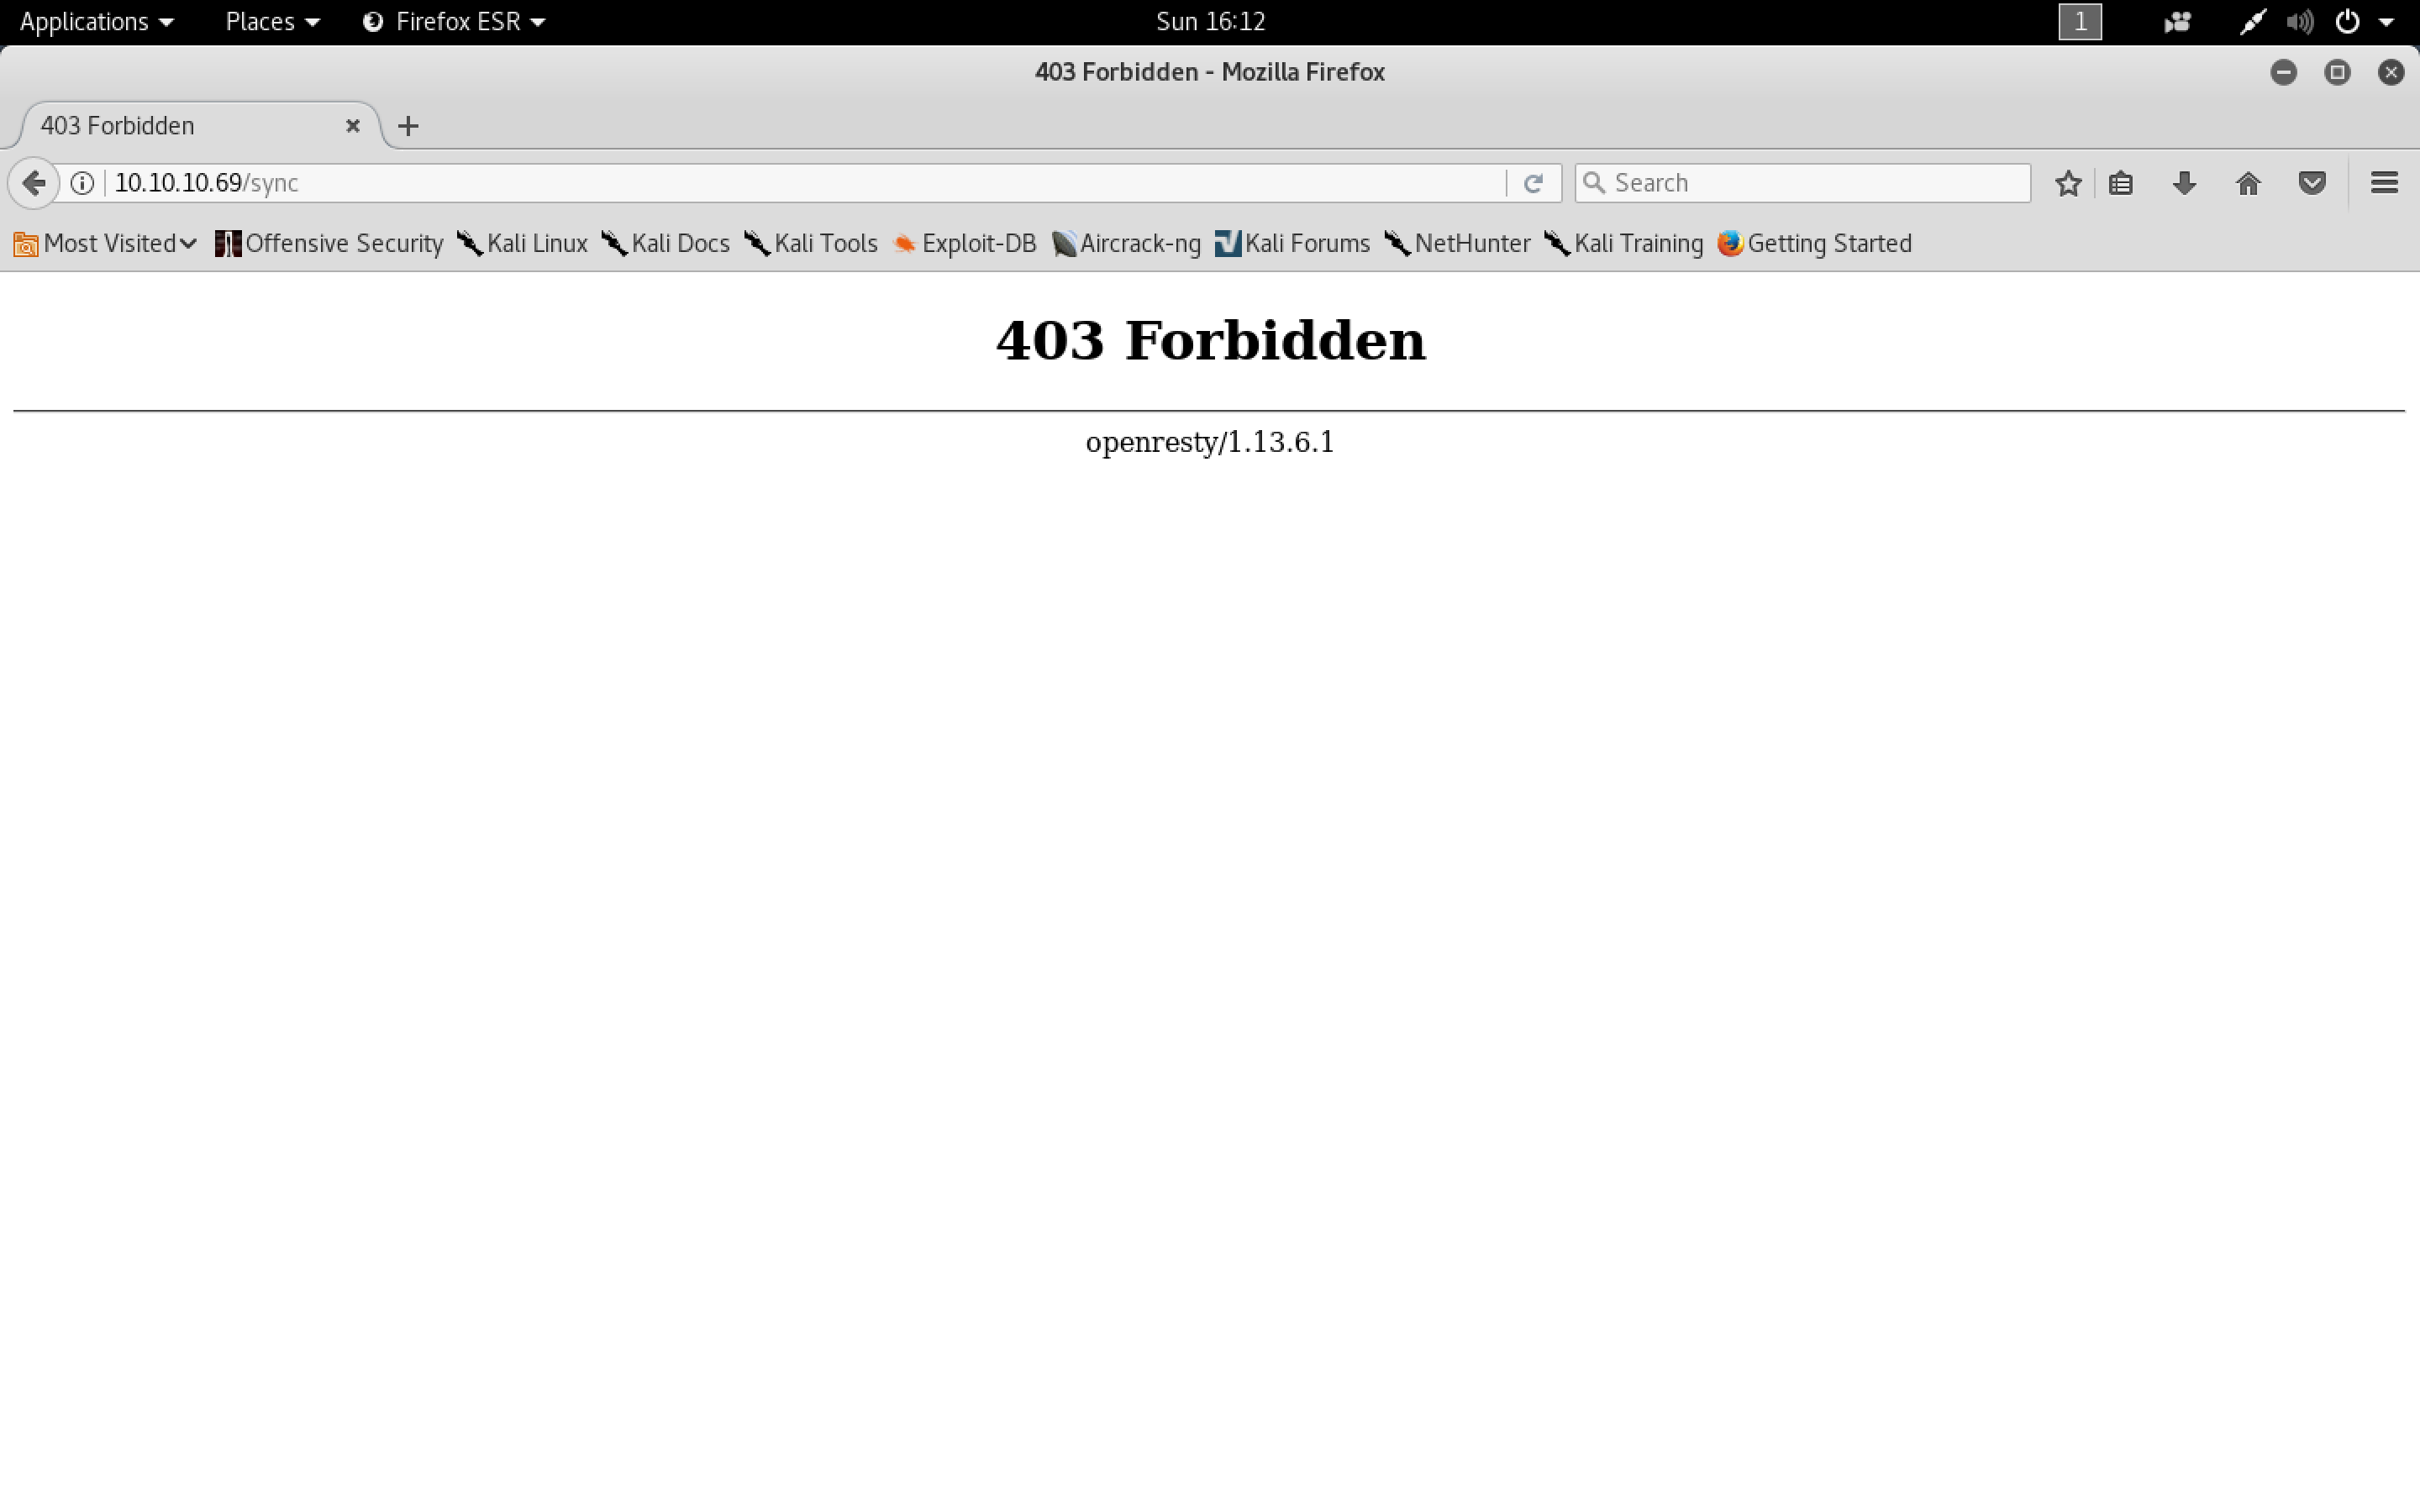 Applications Places Firefox ESR Sun 16:12 1
403 Forbidden - Mozilla Firefox
403 Forbidden
10.10.10.69/sync Search
Most Visited Offensive Security Kali Linux Kali Docs Kali Tools Exploit-DB Aircrack-ng Kali Forums NetHunter Kali Training Getting Started
403 Forbidden
openresty/1.13.6.1